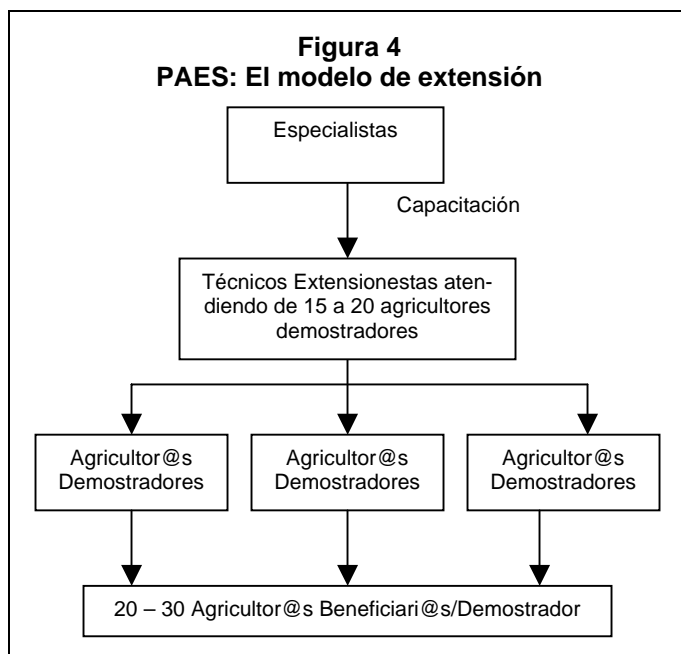 Figura 4
PAES: El modelo de extensión
Especialistas
Capacitación
Técnicos Extensionestas aten-
diendo de 15 a 20 agricultores
demostradores
Agricultor@s
Demostradores
Agricultor@s
Demostradores
Agricultor@s
Demostradores
20 – 30 Agricultor@s Beneficiari@s/Demostrador